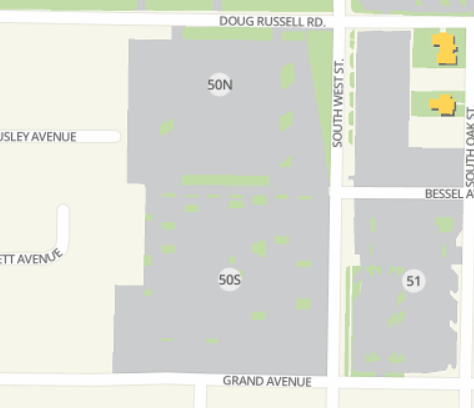 DOUG RUSSELL RD.
50N
SOUTH WEST ST.
USLEY AVENUE
SOUTH OAK ST
BESSEL A
ETT AVENUE
50S
51
GRAND AVENUE